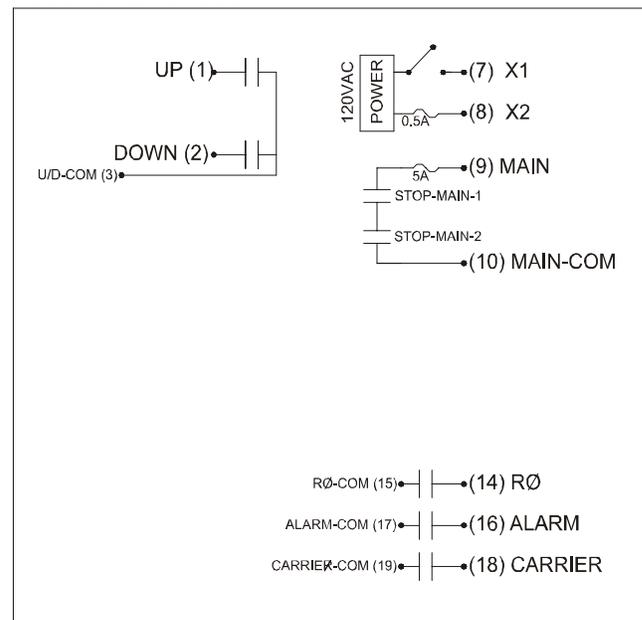 UP (1)
DOWN (2)
U/D-COM (3)
120VAC
POWER
(7) X1
0.5A
(8) X2
5A
(9) MAIN
STOP-MAIN-1
STOP-MAIN-2
(10) MAIN-COM
RØ-COM (15)
(14) RØ
ALARM-COM (17)
(16) ALARM
CARRIER-COM (19)
(18) CARRIER